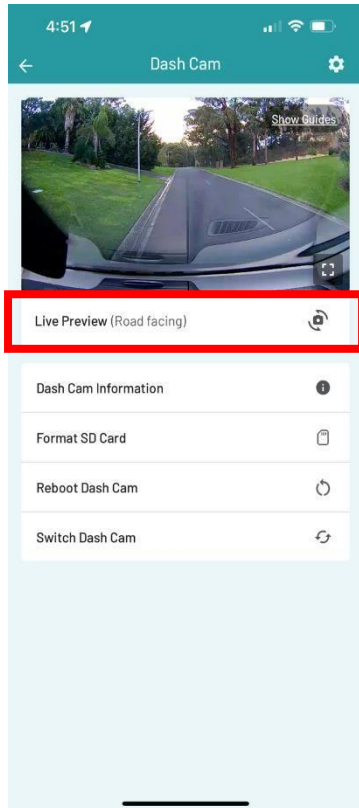 4:51
Dash Cam
Show Guides
Live Preview (Road facing)
Dash Cam Information
Format SD Card
Reboot Dash Cam
Switch Dash Cam